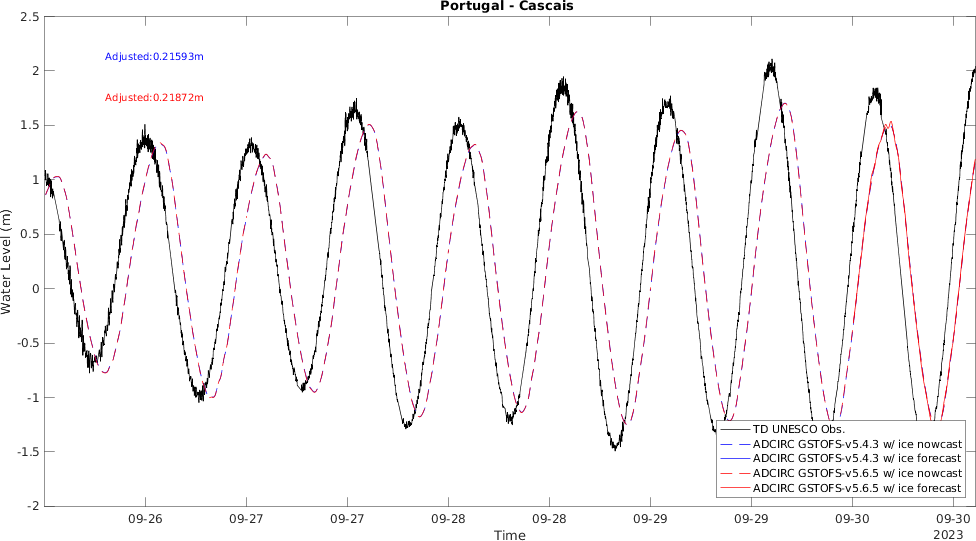 Portugal - Cascais
2.5
2
1.5
1
0.5
0
-0.5
-1
-1.5
-2
Water Level (m)
Adjusted:0.21593m
Adjusted:0.21872m
TD UNESCO Obs.
ADCIRC GSTOFS-v5.4.3 w/ ice nowcast
ADCIRC GSTOFS-v5.4.3 w/ ice forecast
ADCIRC GSTOFS-v5.6.5 w/ ice nowcast
ADCIRC GSTOFS-v5.6.5 w/ ice forecast
09-26 09-27 09-27 09-28 09-28 09-29 09-29 09-30 09-30
2023
Time